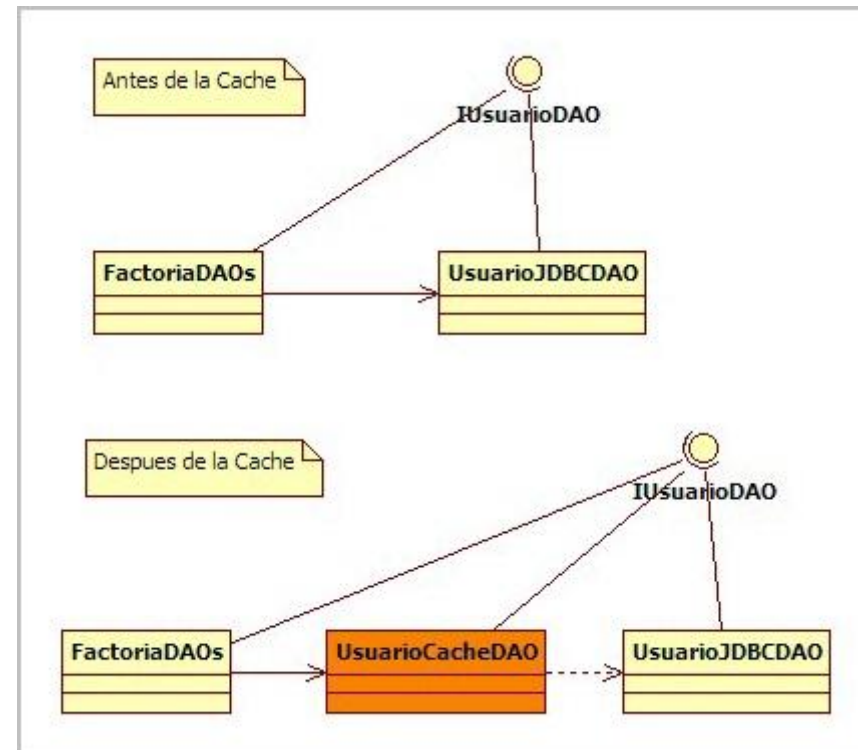 Antes de la Cache
IUsuarioDAO
FactoriaDAOs
UsuarioJDBCDAO
Despues de la Cache
IUsuarioDAO
FactoriaDAOs
UsuarioCacheDAO
UsuarioJDBCDAO